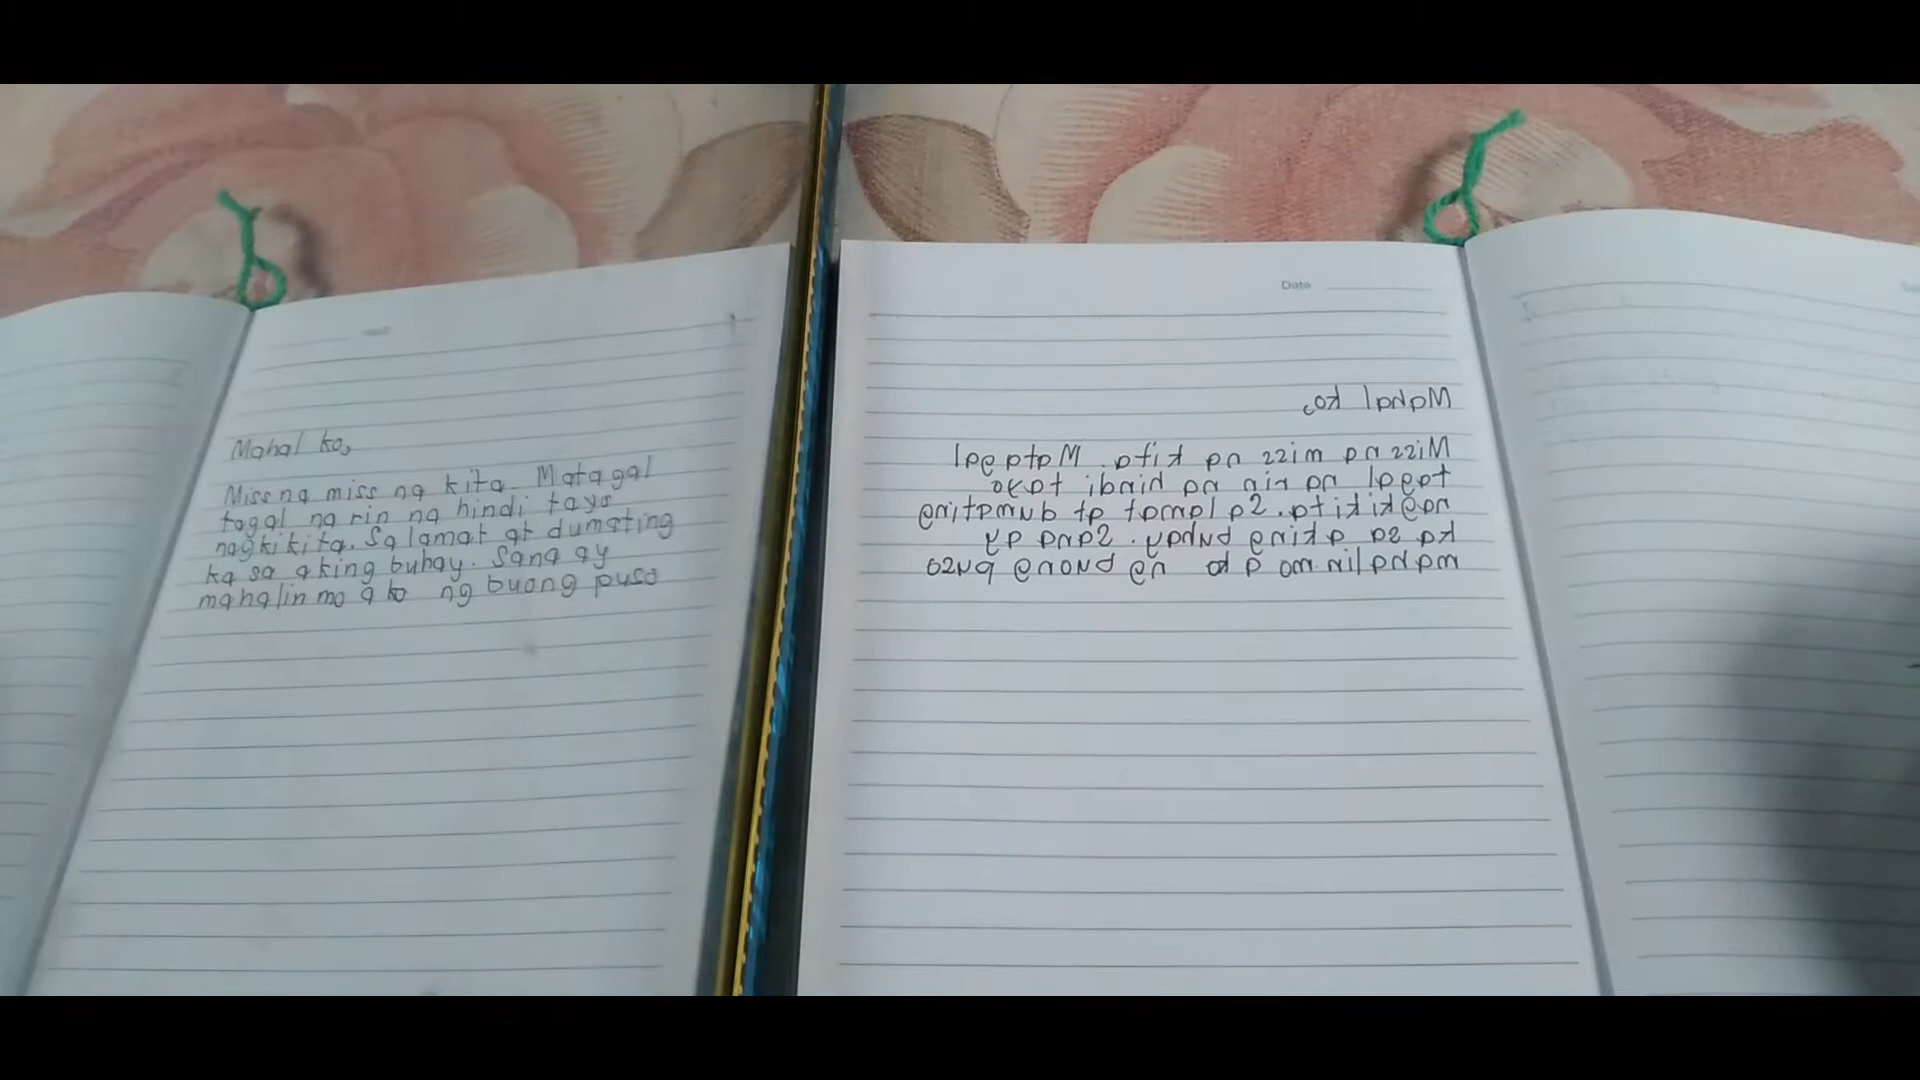 Mahal ko,
Miss na miss na kita. Matagal
tagal na rin na hindi tayo
nagkikita. Salamat at dumating
ka sa aking buhay. Sana ay
mahalin mo ako ng buong puso
Date
Mahal ko,
Miss na miss na kita. Matagal
tagal na rin na hindi tayo
nagkikita. Salamat at dumating
ka sa aking buhay. Sana ay
mahalin mo ako ng buong puso